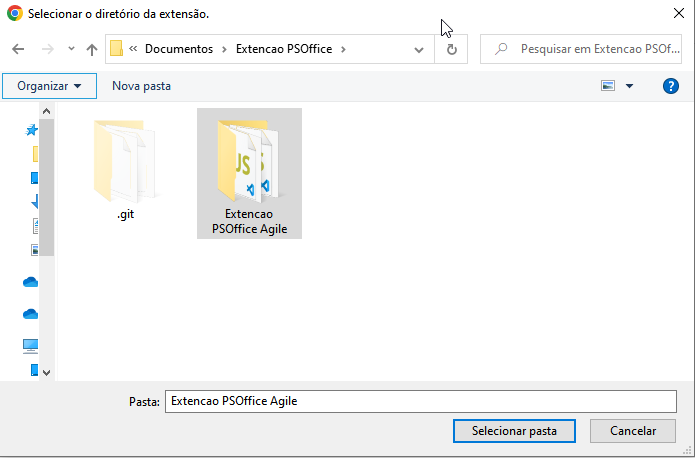 Selecionar o diretório da extensão.
« Documentos > Extencao PSOffice >
Pesquisar em Extencao PSOf...
Organizar
Nova pasta
?
JS
S
.git
Extencao
PSOffice Agile
Pasta:
Extencao PSOffice Agile
Selecionar pasta
Cancelar